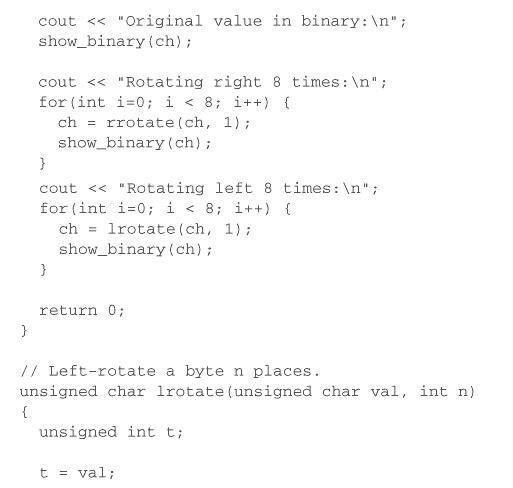 cout << "Original value in binary:\n";
  show_binary(ch);

  cout << "Rotating right 8 times:\n";
  for(int i=0; i < 8; i++) {
    ch = rrotate(ch, 1);
    show_binary(ch);
  }
  cout << "Rotating left 8 times:\n";
  for(int i=0; i < 8; i++) {
    ch = lrotate(ch, 1);
    show_binary(ch);
  }

  return 0;
}

// Left-rotate a byte n places.
unsigned char lrotate(unsigned char val, int n)
{
  unsigned int t;

  t = val;